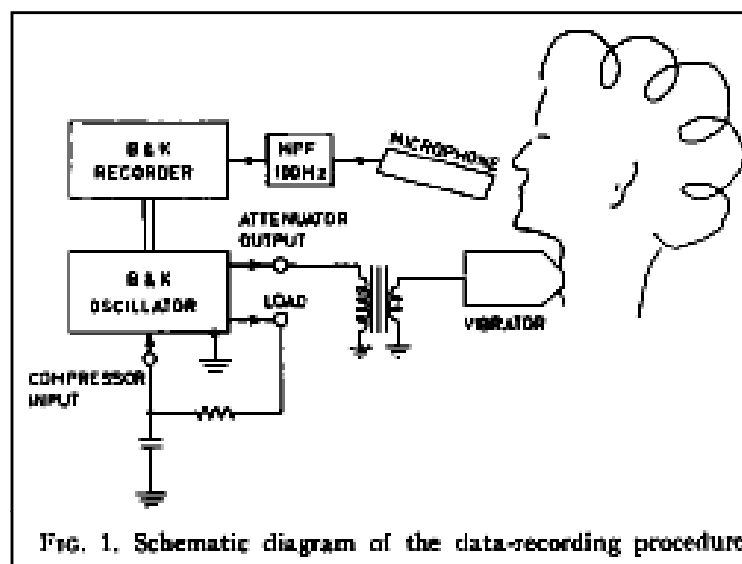 B & K
RECORDER
HPF
100Hz
MICROPHONE
ATTENUATOR
OUTPUT
B & K
OSCILLATOR
LOAD
VIBRATOR
COMPRESSOR
INPUT
FIG. 1. Schematic diagram of the data-recording procedure